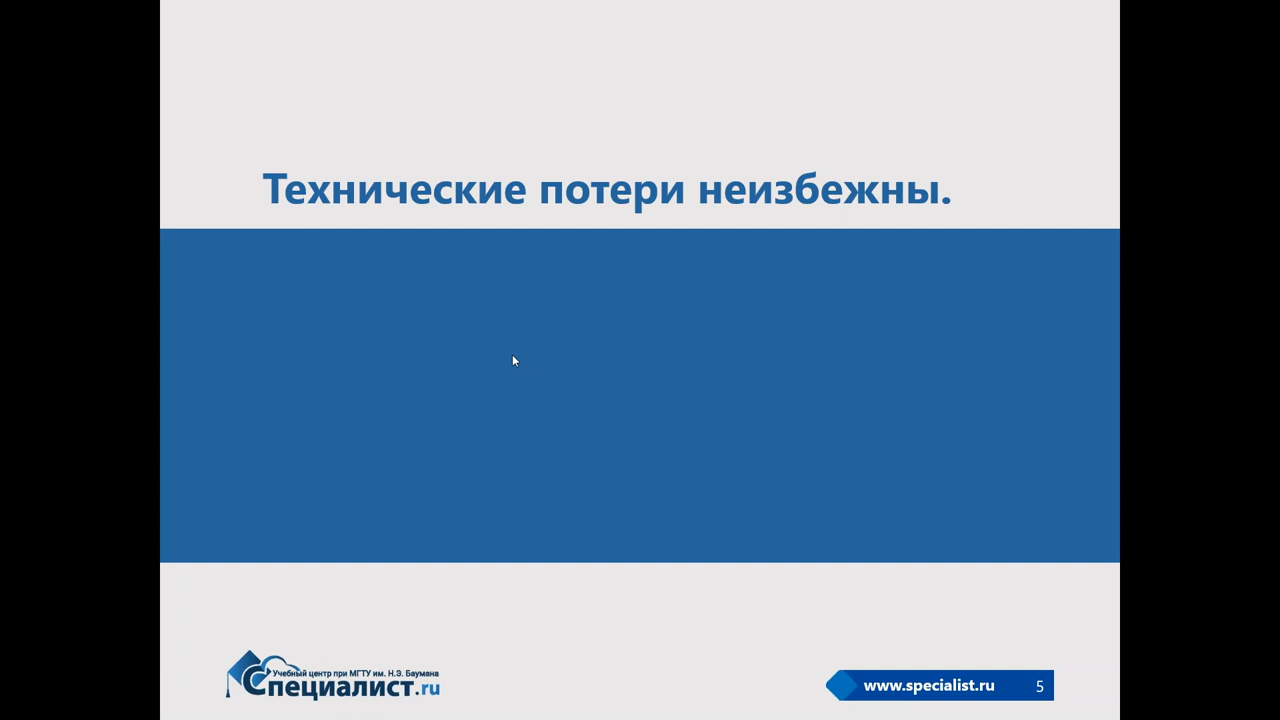 Технические потери неизбежны.
Учебный центр при МГТУ им. Н.Э. Баумана
Специалист.ru
www.specialist.ru 5